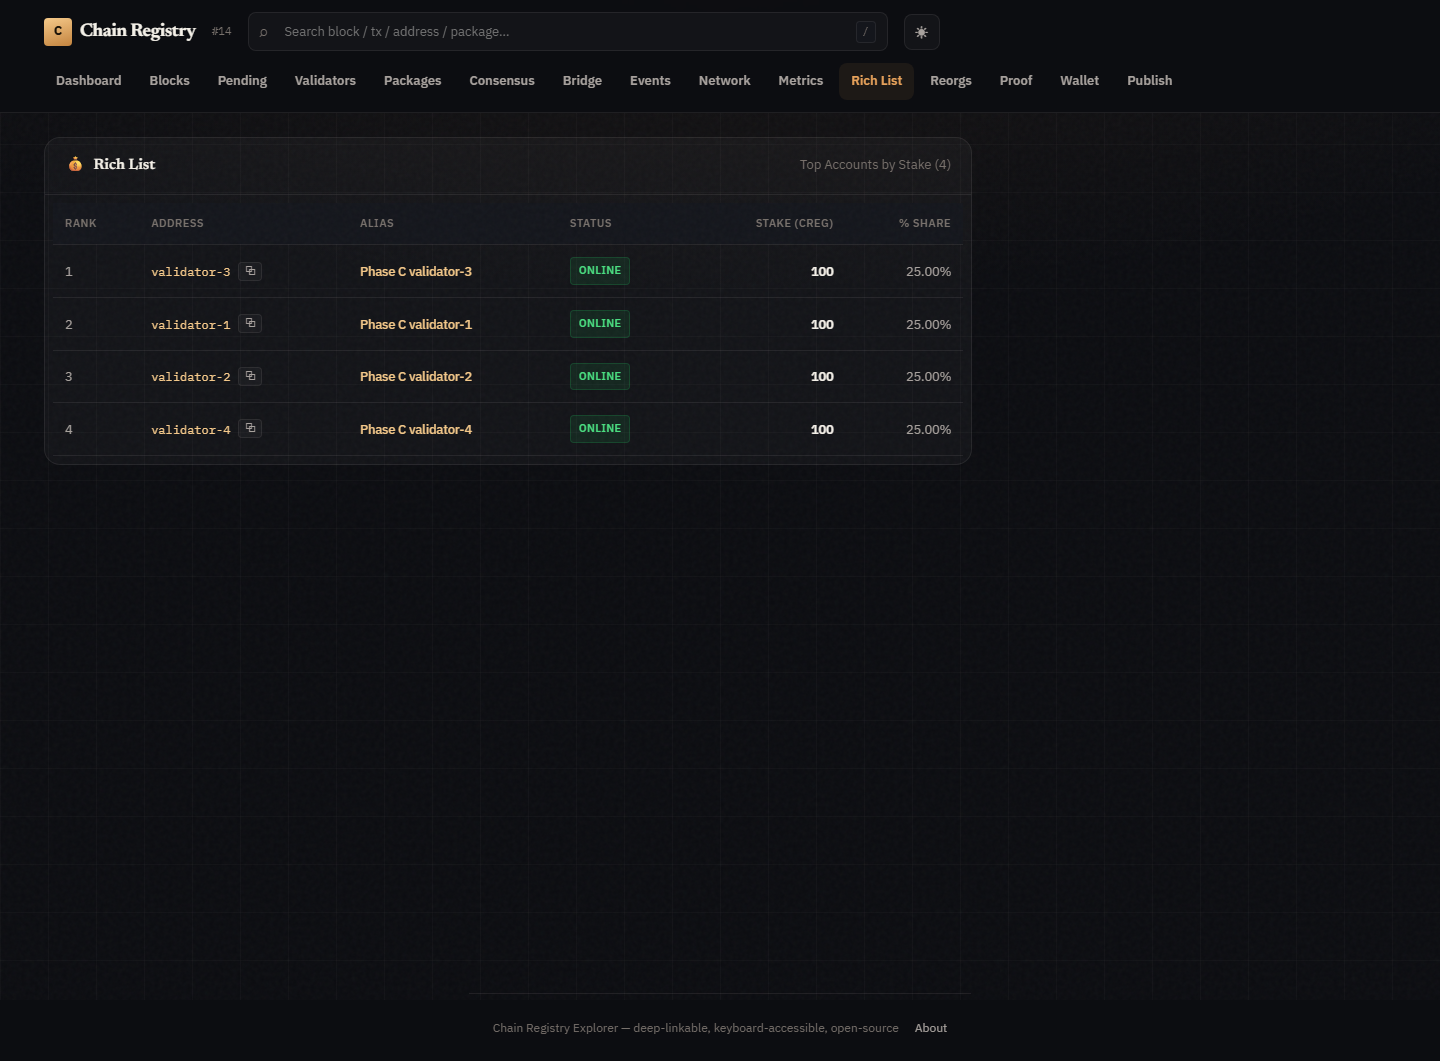 C Chain Registry #14 Search block / tx / address / package... /
Dashboard Blocks Pending Validators Packages Consensus Bridge Events Network Metrics Rich List Reorgs Proof Wallet Publish
Rich List Top Accounts by Stake (4)
RANK ADDRESS ALIAS STATUS STAKE (CREG) % SHARE
1 validator-3 Phase C validator-3 ONLINE 100 25.00%
2 validator-1 Phase C validator-1 ONLINE 100 25.00%
3 validator-2 Phase C validator-2 ONLINE 100 25.00%
4 validator-4 Phase C validator-4 ONLINE 100 25.00%
Chain Registry Explorer — deep-linkable, keyboard-accessible, open-source About